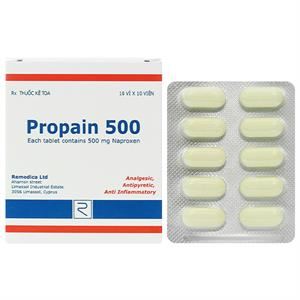 Rx THUỐC KÊ TOA
10 VỈ X 10 VIÊN
Propain 500
Each tablet contains 500 mg Naproxen
Remedica Ltd
Aharnon street
Limassol Industrial Estate
3056 Limassol, Cyprus
Analgesic,
Antipyretic,
Anti Inflammatory
R